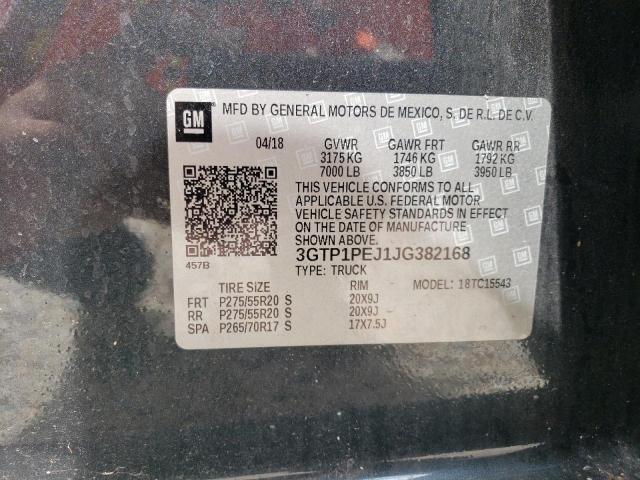 GM
MFD BY GENERAL MOTORS DE MEXICO, S. DE R.L. DE C.V.
04/18 GVWR GAWR FRT GAWR RR
3175 KG 1746 KG 1792 KG
7000 LB 3850 LB 3950 LB
THIS VEHICLE CONFORMS TO ALL
APPLICABLE U.S. FEDERAL MOTOR
VEHICLE SAFETY STANDARDS IN EFFECT
ON THE DATE OF MANUFACTURE
SHOWN ABOVE.
3GTP1PEJ1JG382168
457B
TYPE: TRUCK
TIRE SIZE RIM MODEL: 18TC15543
FRT P275/55R20 S 20X9J
RR P275/55R20 S 20X9J
SPA P265/70R17 S 17X7.5J